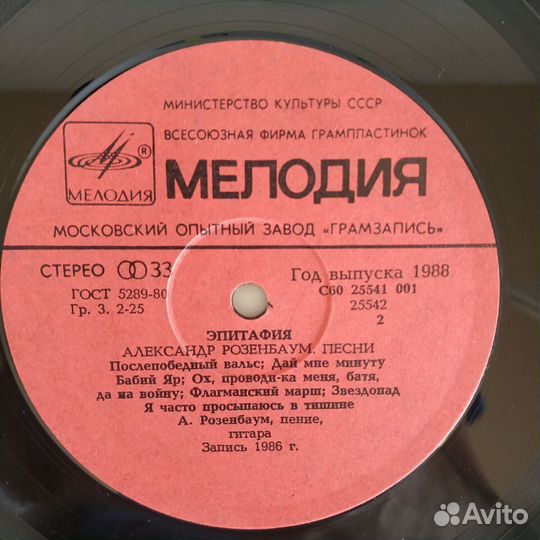 МИНИСТЕРСТВО КУЛЬТУРЫ СССР
ВСЕСОЮЗНАЯ ФИРМА ГРАМПЛАСТИНОК
МЕЛОДИЯ ® МЕЛОДИЯ
МОСКОВСКИЙ ОПЫТНЫЙ ЗАВОД «ГРАМЗАПИСЬ»
СТЕРЕО 33
Год выпуска 1988
ГОСТ 5289-80
С60 25541 001
Гр. 3. 2-25
25542
2
ЭПИТАФИЯ
АЛЕКСАНДР РОЗЕНБАУМ. ПЕСНИ
Послепобедный вальс; Дай мне минуту
Бабий Яр; Ох, проводи-ка меня, батя,
да на войну; Флагманский марш; Звездопад
Я часто просыпаюсь в тишине
А. Розенбаум, пение,
гитара
Запись 1986 г.
Avito